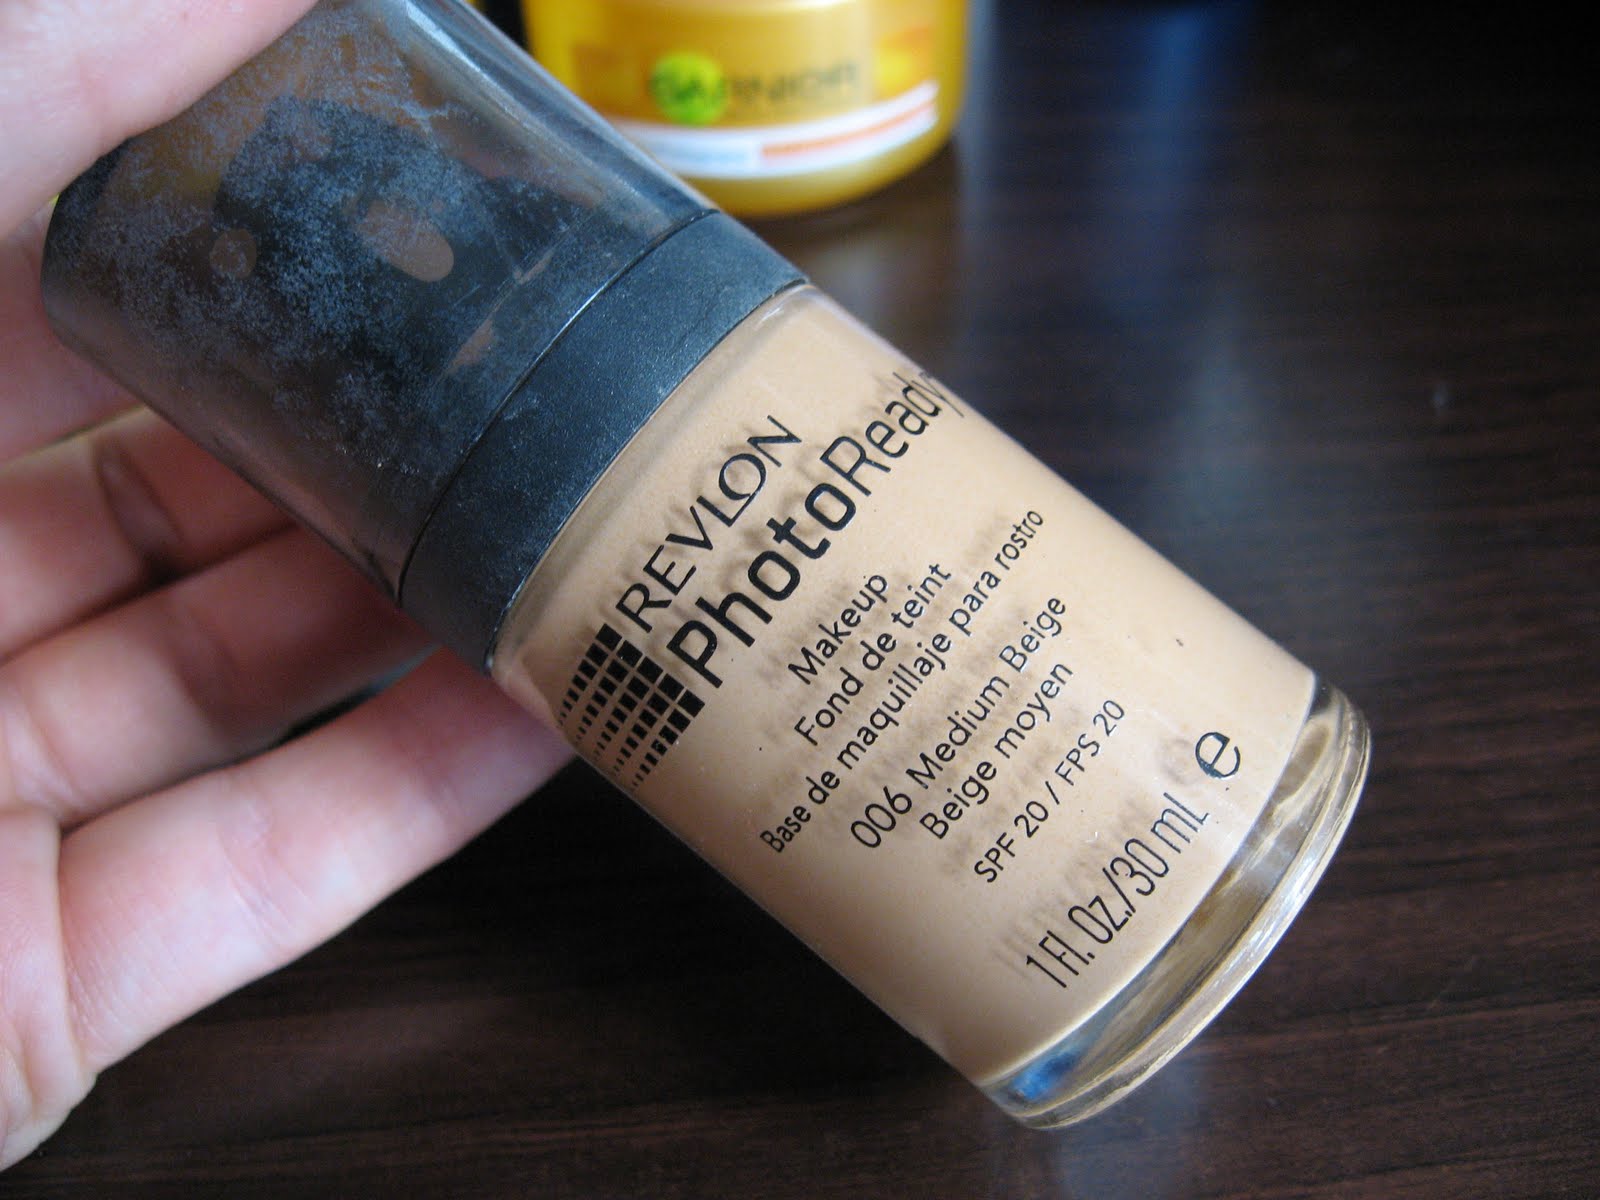 GARNIER
REVLON
PhotoReady
Makeup
Fond de teint
Base de maquillaje para rostro
006 Medium Beige
Beige moyen
SPF 20 / FPS 20
1 Fl. Oz./30 mL e